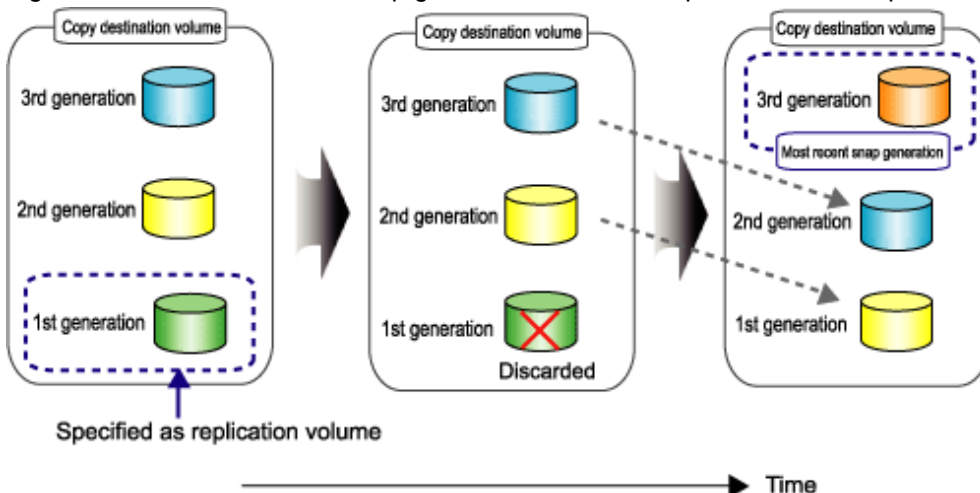 Copy destination volume
3rd generation
2nd generation
1st generation
Specified as replication volume
Copy destination volume
3rd generation
2nd generation
1st generation
Discarded
Copy destination volume
3rd generation
Most recent snap generation
2nd generation
1st generation
Time